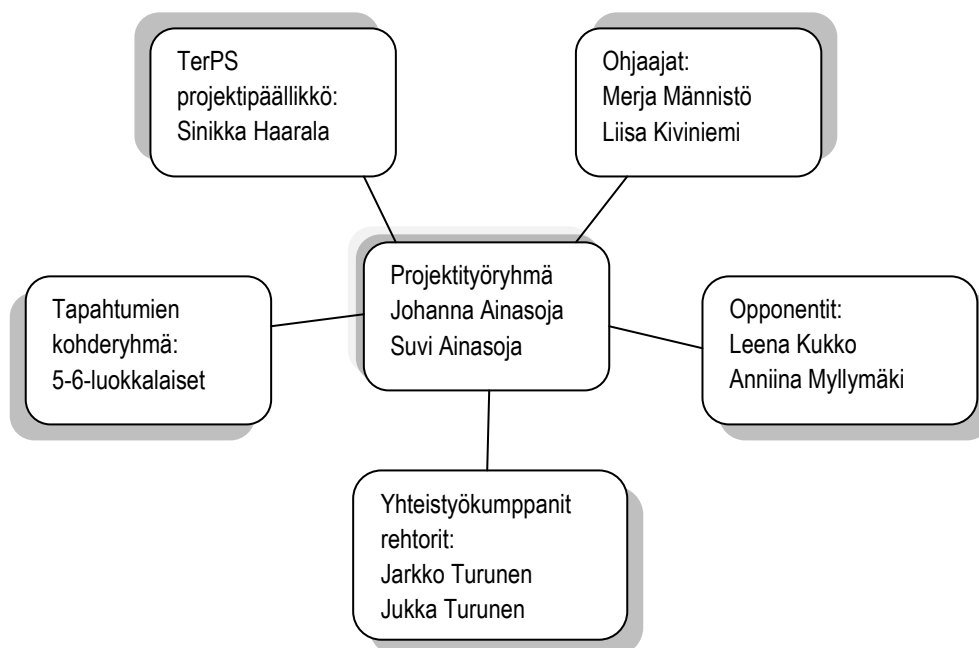 TerPS
projektipäällikkö:
Sinikka Haarala
Ohjaajat:
Merja Männistö
Liisa Kiviniemi
Projektityöryhmä
Johanna Ainasoja
Suvi Ainasoja
Tapahtumien
kohderyhmä:
5-6-luokkalaiset
Opponentit:
Leena Kukko
Anniina Myllymäki
Yhteistyökumppanit
rehtorit:
Jarkko Turunen
Jukka Turunen